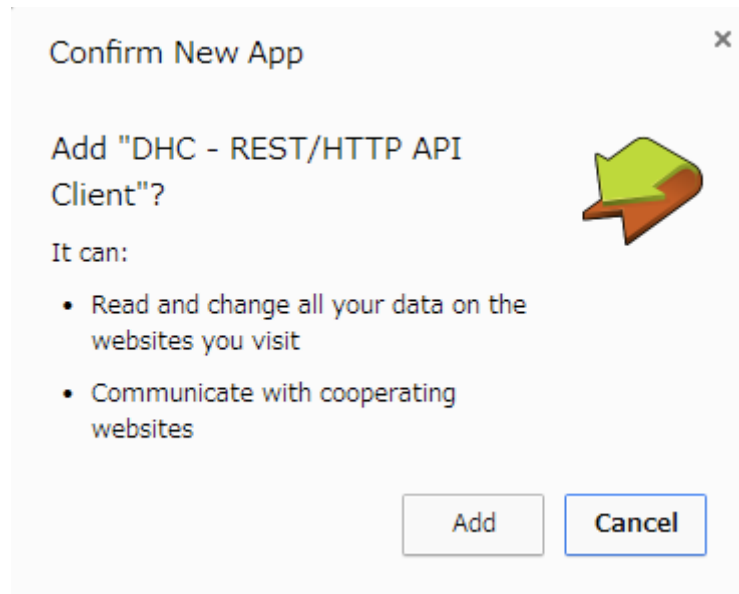 Confirm New App
Add "DHC - REST/HTTP API
Client"?
It can:
• Read and change all your data on the
websites you visit
• Communicate with cooperating
websites
Add
Cancel